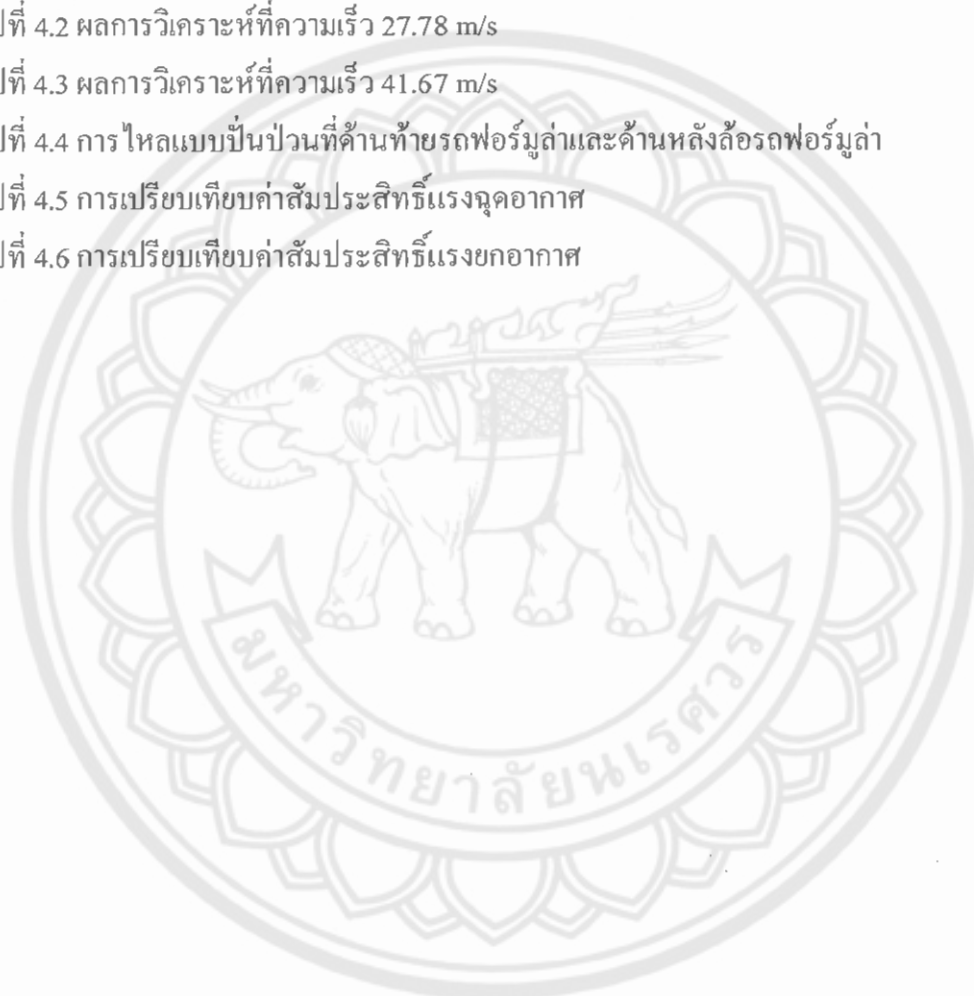 ปที่ 4.2 ผลการวิเคราะห์ที่ความเร็ว 27.78 m/s
ปที่ 4.3 ผลการวิเคราะห์ที่ความเร็ว 41.67 m/s
ปที่ 4.4 การไหลแบบปั่นป่วนที่ด้านท้ายรถฟอร์มูล่าและด้านหลังล้อรถฟอร์มูล่า
ปที่ 4.5 การเปรียบเทียบค่าสัมประสิทธิ์แรงฉุดอากาศ
ปที่ 4.6 การเปรียบเทียบค่าสัมประสิทธิ์แรงยกอากาศ
มหาวิทยาลัยนเรศวร